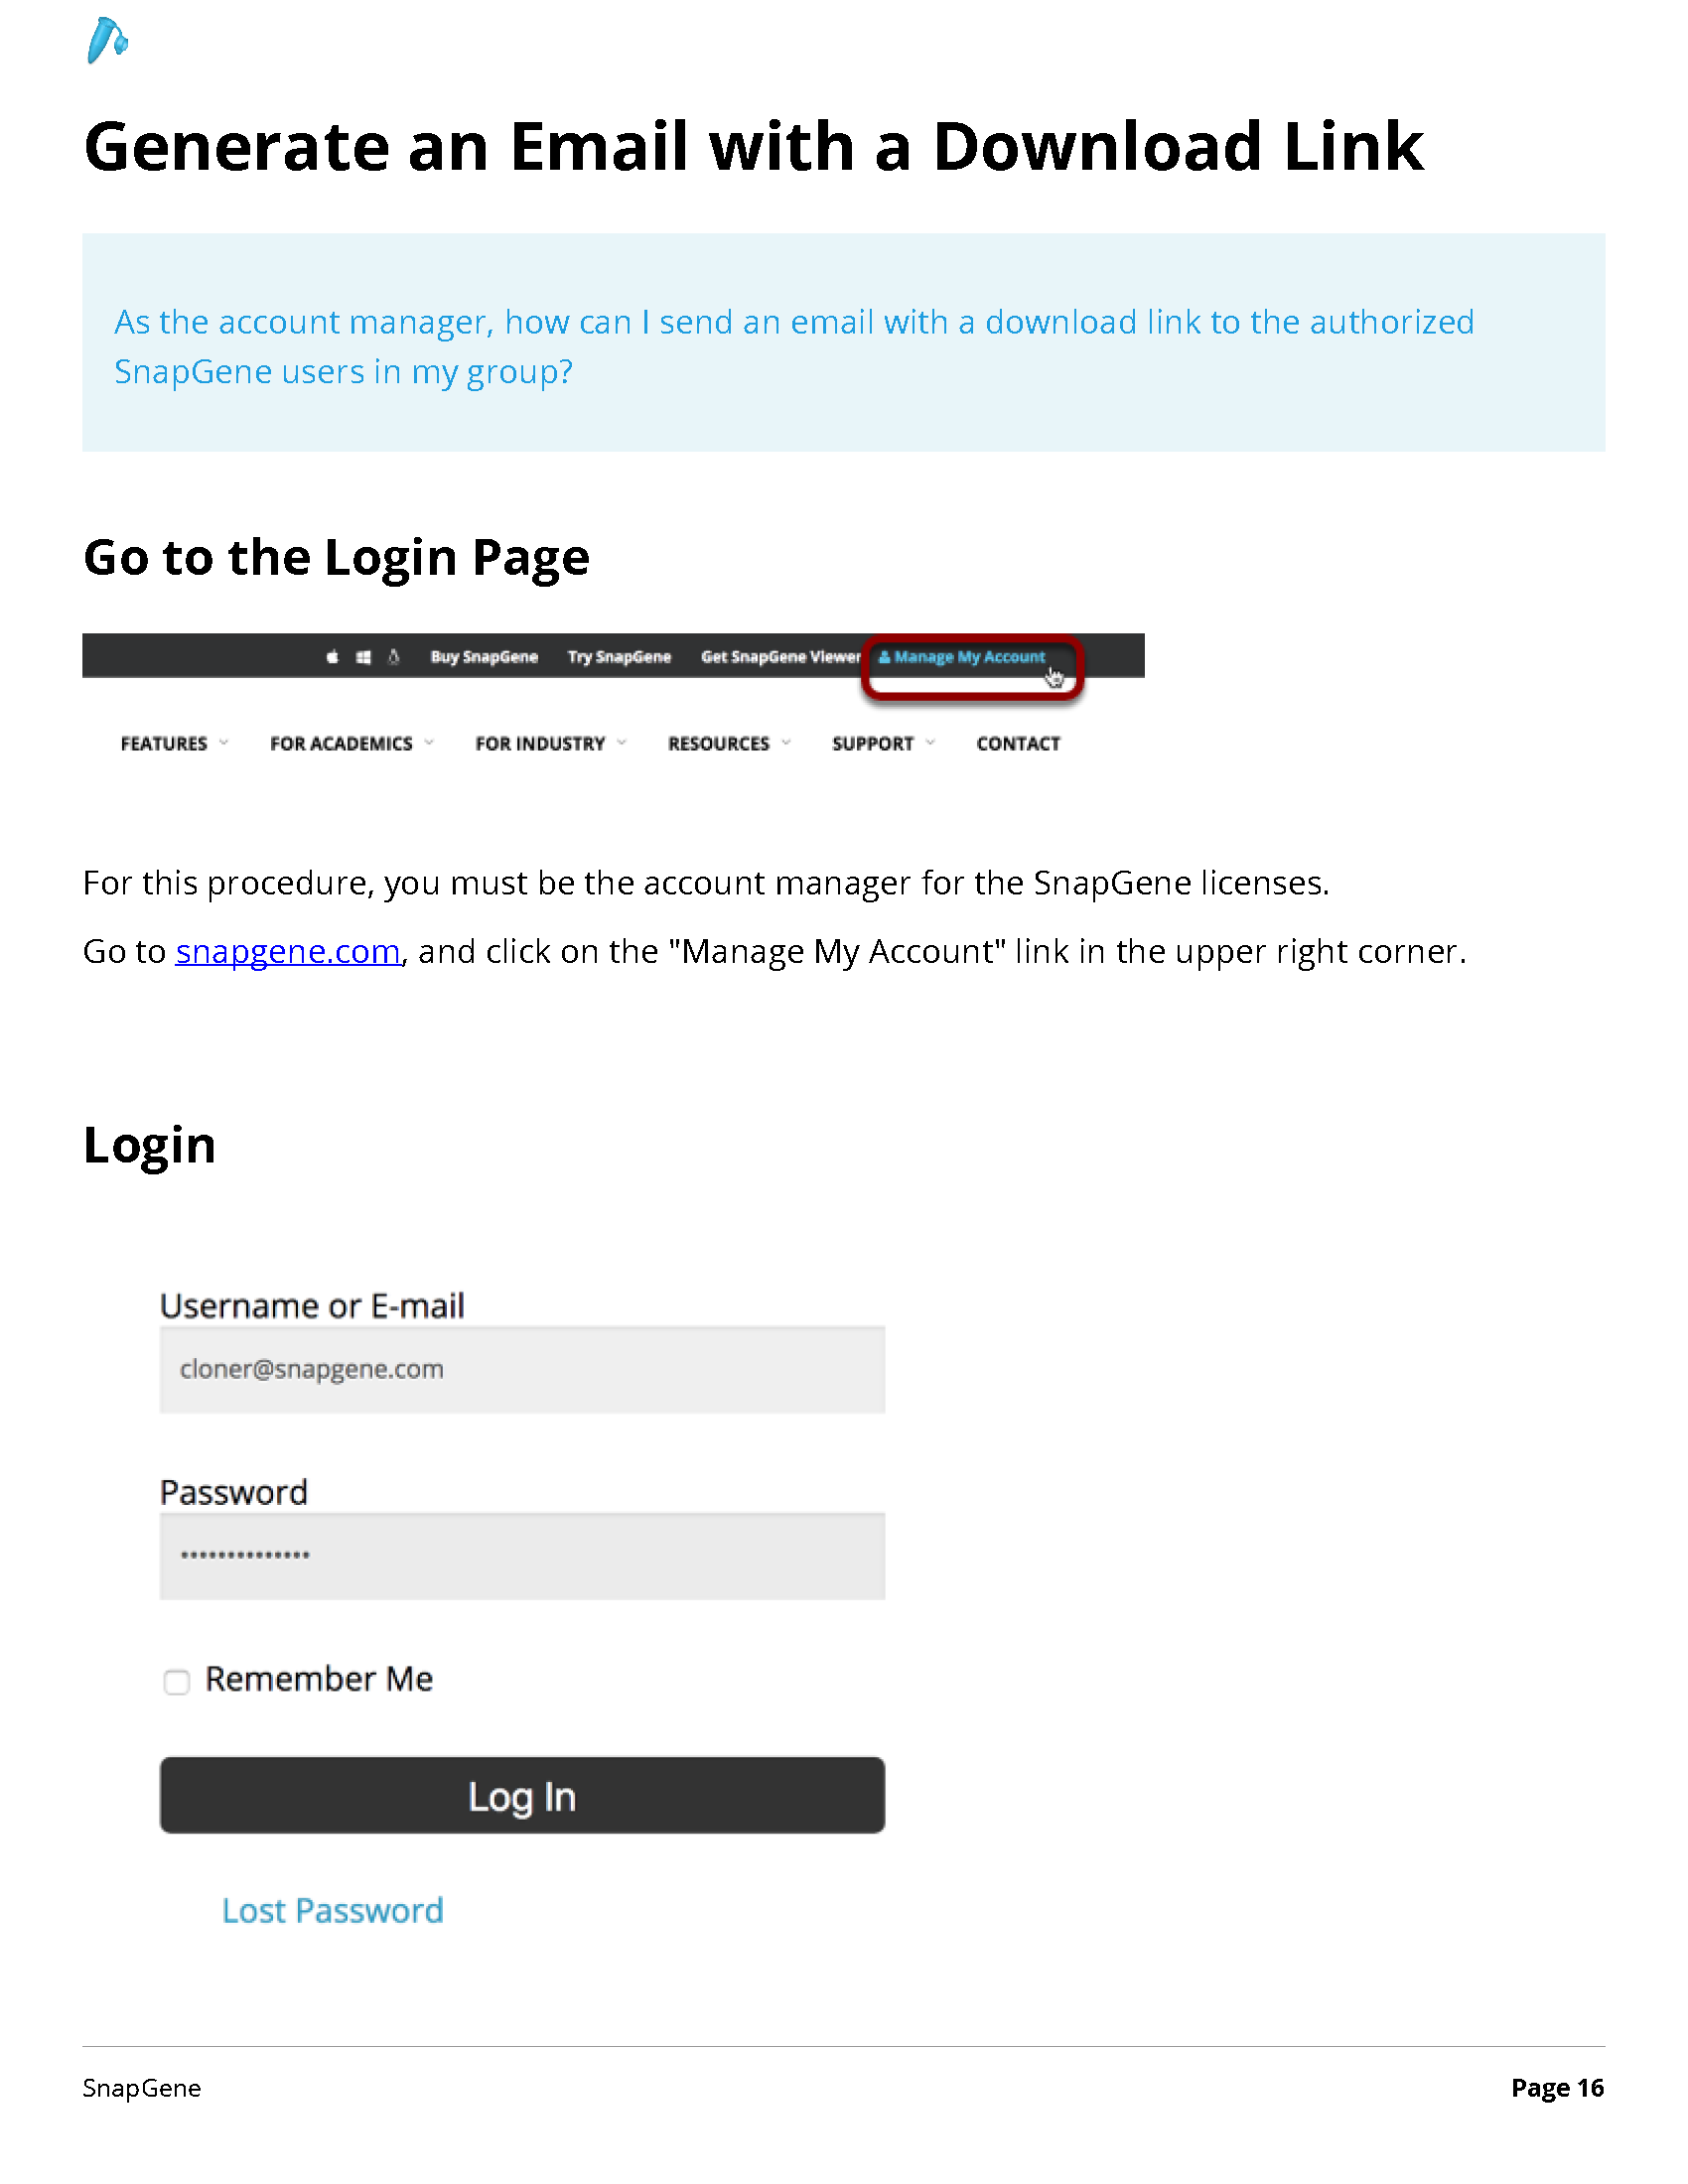 Generate an Email with a Download Link
As the account manager, how can I send an email with a download link to the authorized
SnapGene users in my group?
Go to the Login Page
Buy SnapGene Try SnapGene Get SnapGene Viewer Manage My Account
FEATURES FOR ACADEMICS FOR INDUSTRY RESOURCES SUPPORT CONTACT
For this procedure, you must be the account manager for the SnapGene licenses.
Go to snapgene.com, and click on the "Manage My Account" link in the upper right corner.
Login
Username or E-mail
cloner@snapgene.com
Password
••••••••••••••
Remember Me
Log In
Lost Password
SnapGene Page 16